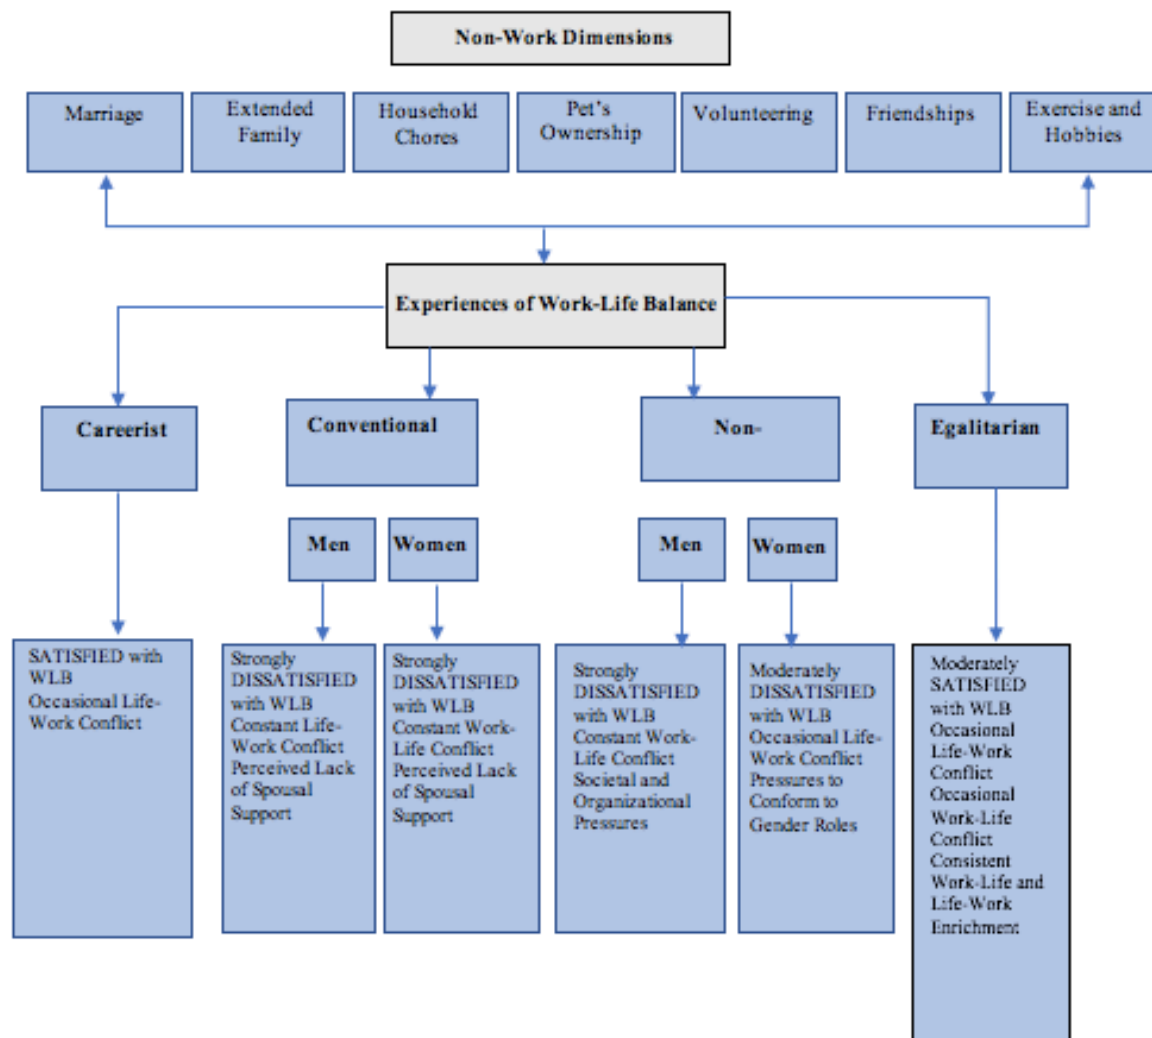 Non-Work Dimensions
Marriage
Extended
Family
Household
Chores
Pet's
Ownership
Volunteering
Friendships
Exercise and
Hobbies
Experiences of Work-Life Balance
Careerist
Conventional
Non-
Egalitarian
Men
Women
Men
Women
SATISFIED with
WLB
Occasional Life-
Work Conflict
Strongly
DISSATISFIED
with WLB
Constant Life-
Work Conflict
Perceived Lack
of Spousal
Support
Strongly
DISSATISFIED
with WLB
Constant Work-
Life Conflict
Perceived Lack
of Spousal
Support
Strongly
DISSATISFIED
with WLB
Constant Work-
Life Conflict
Societal and
Organizational
Pressures
Moderately
DISSATISFIED
with WLB
Occasional Life-
Work Conflict
Pressures to
Conform to
Gender Roles
Moderately
SATISFIED
with WLB
Occasional
Life-Work
Conflict
Occasional
Work-Life
Conflict
Consistent
Work-Life and
Life-Work
Enrichment